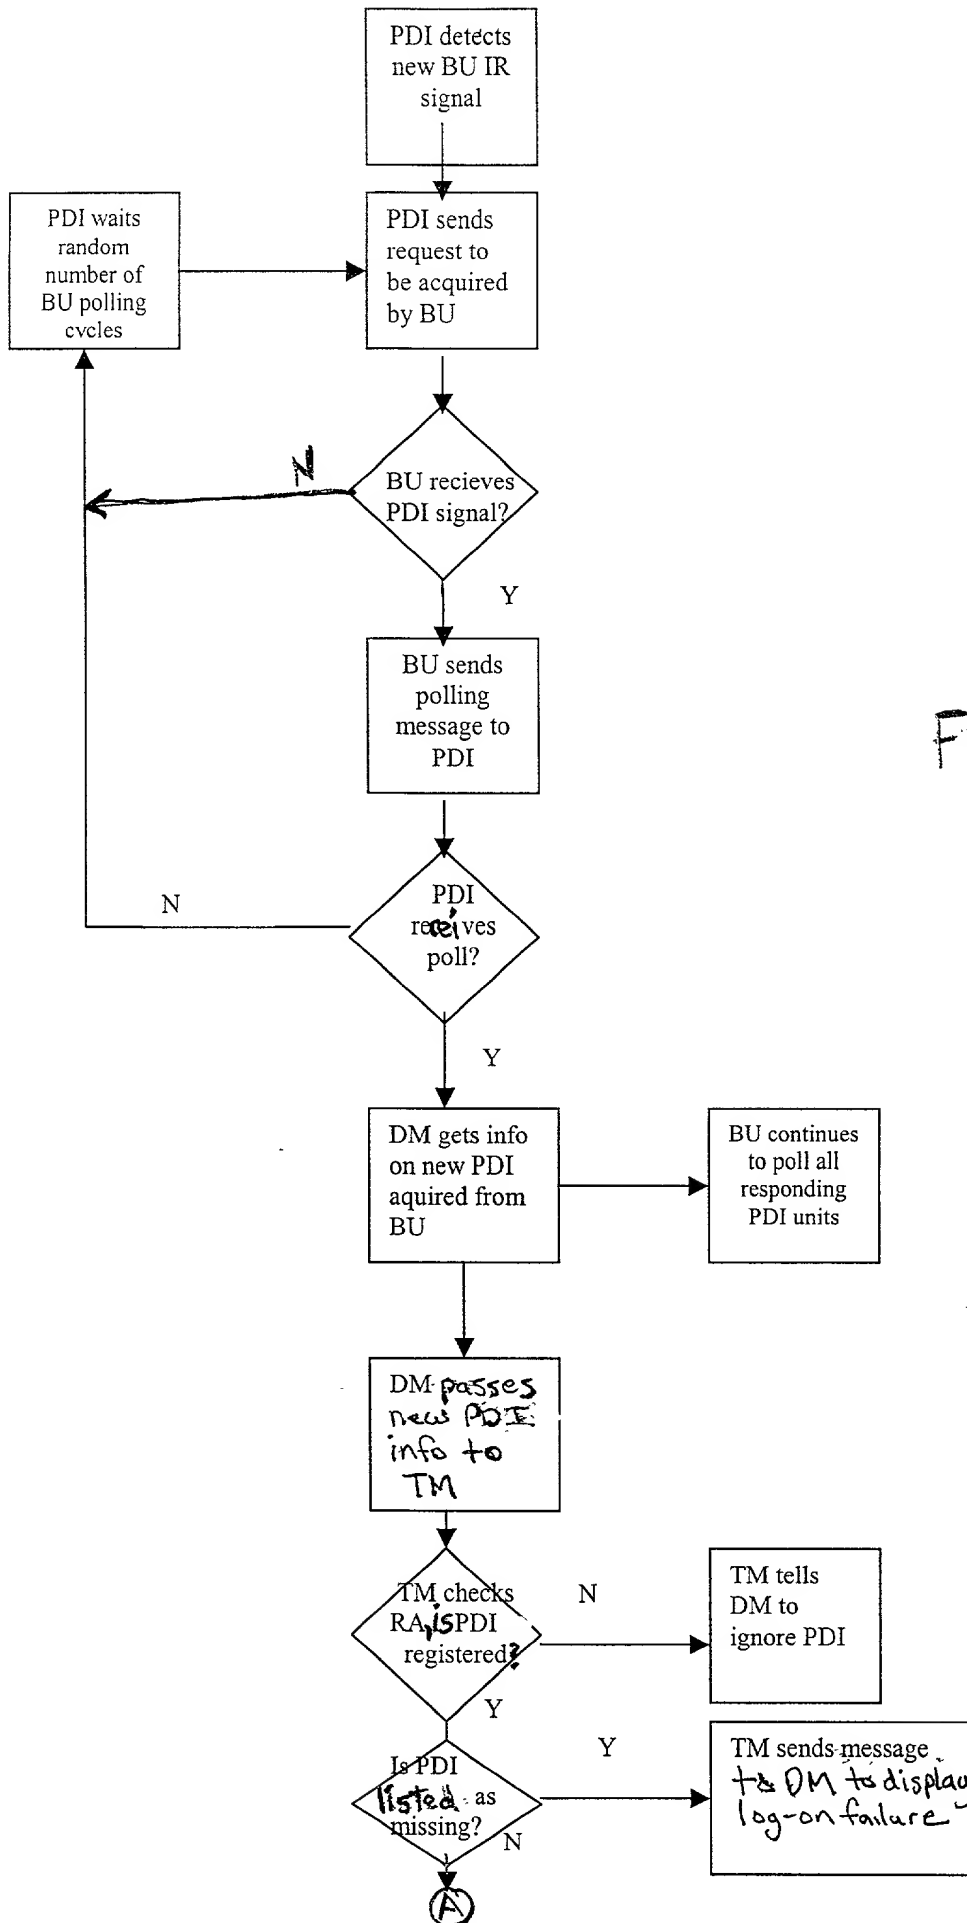 PDI detects
new BU IR
signal
PDI waits
random
number of
BU polling
cycles
PDI sends
request to
be acquired
by BU
N
BU recieves
PDI signal?
Y
BU sends
polling
message to
PDI
F
N
PDI
receives
poll?
Y
DM gets info
on new PDI
aquired from
BU
BU continues
to poll all
responding
PDI units
DM passes
new PDI
info to
TM
TM checks
RA, is PDI
registered?
N
TM tells
DM to
ignore PDI
Y
Is PDI
listed as
missing?
Y
TM sends message
to DM to display
log-on failure
N
A